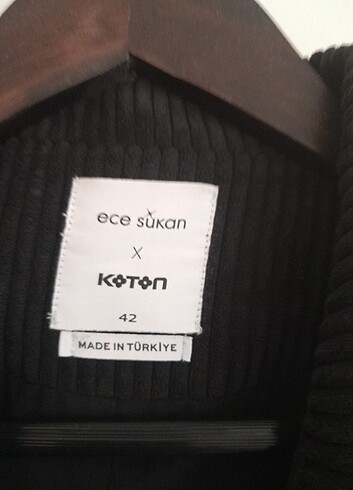 ece sükan
X
KOTON
42
MADE IN TÜRKİYE